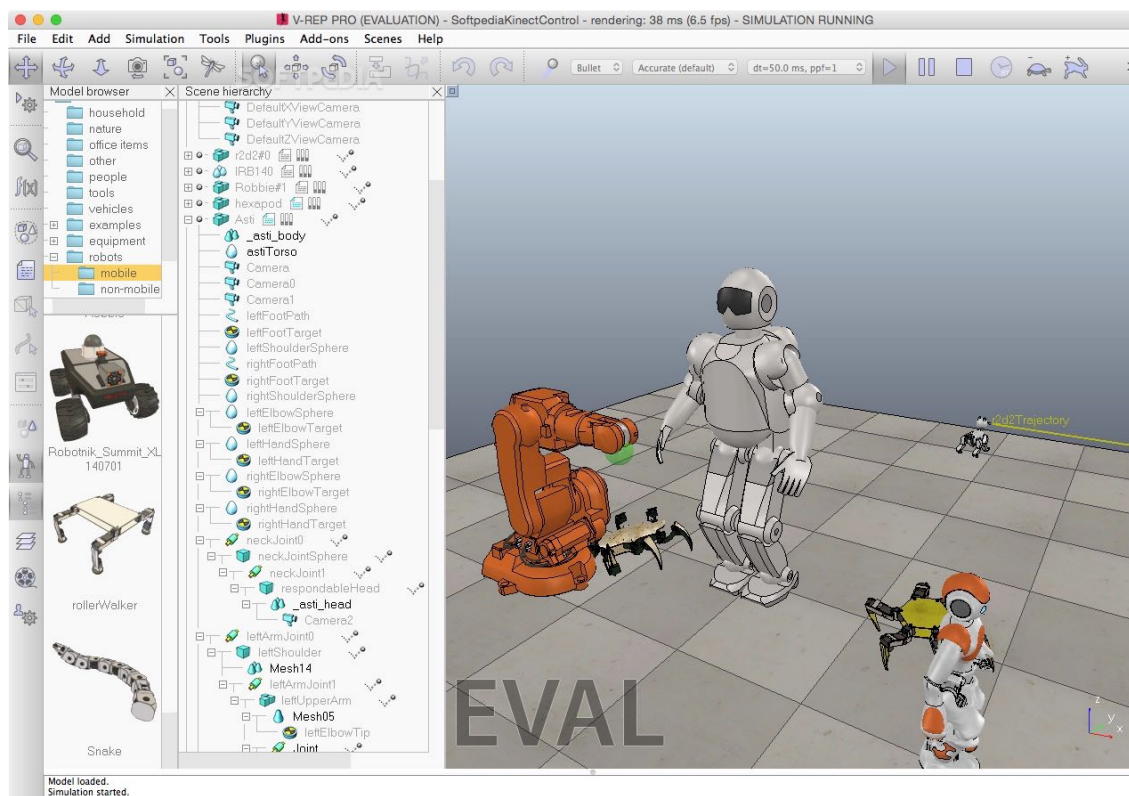 V-REP PRO (EVALUATION) - SoftpediaKinectControl - rendering: 38 ms (6.5 fps) - SIMULATION RUNNING
File Edit Add Simulation Tools Plugins Add-ons Scenes Help
SOFTPEDIA
Bullet Accurate (default) dt=50.0 ms, ppf=1
f(x)
Model browser
household
nature
office items
other
people
tools
vehicles
examples
equipment
robots
mobile
non-mobile
Robotnik_Summit_XL
140701
rollerWalker
Snake
Scene hierarchy
DefaultXViewCamera
DefaultYViewCamera
DefaultZViewCamera
r2d2#0
IRB140
Robbie#1
hexapod
Asti
_asti_body
astiTorso
Camera
Camera0
Camera1
leftFootPath
leftFootTarget
leftShoulderSphere
rightFootPath
rightFootTarget
rightShoulderSphere
leftElbowSphere
leftElbowTarget
leftHandSphere
leftHandTarget
rightElbowSphere
rightElbowTarget
rightHandSphere
rightHandTarget
neckJoint0
neckJointSphere
neckJoint1
respondableHead
_asti_head
Camera2
leftArmJoint0
leftShoulder
Mesh14
leftArmJoint1
leftUpperArm
Mesh05
leftElbowTip
Joint
r2d2Trajectory
EVAL
z
y
x
Model loaded.
Simulation started.